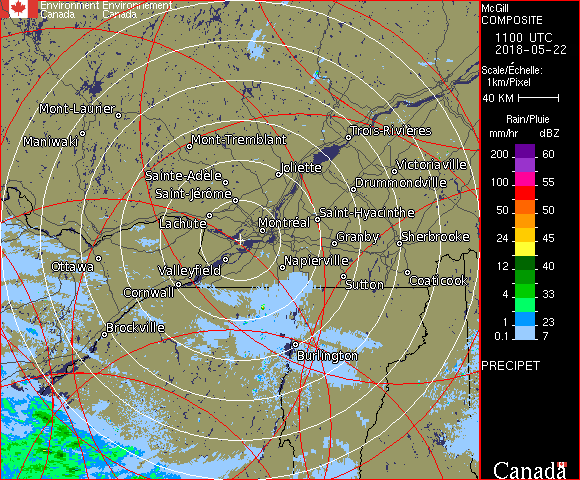 Environment Environnement
Canada Canada
McGill
COMPOSITE
1100 UTC
2018-05-22
Scale/Échelle:
1km/Pixel
40 KM
Rain/Pluie
mm/hr dBZ
200 60
100 55
50 50
24 45
12 40
4 33
1 23
0.1 7
PRECIPET
Canada
Mont-Laurier
Maniwaki
Mont-Tremblant
Trois-Rivières
Sainte-Adèle
Joliette
Victoriaville
Saint-Jérôme
Drummondville
Lachute
Montréal
Saint-Hyacinthe
Granby
Sherbrooke
Ottawa
Valleyfield
Napierville
Cornwall
Sutton
Coaticook
Brockville
Burlington